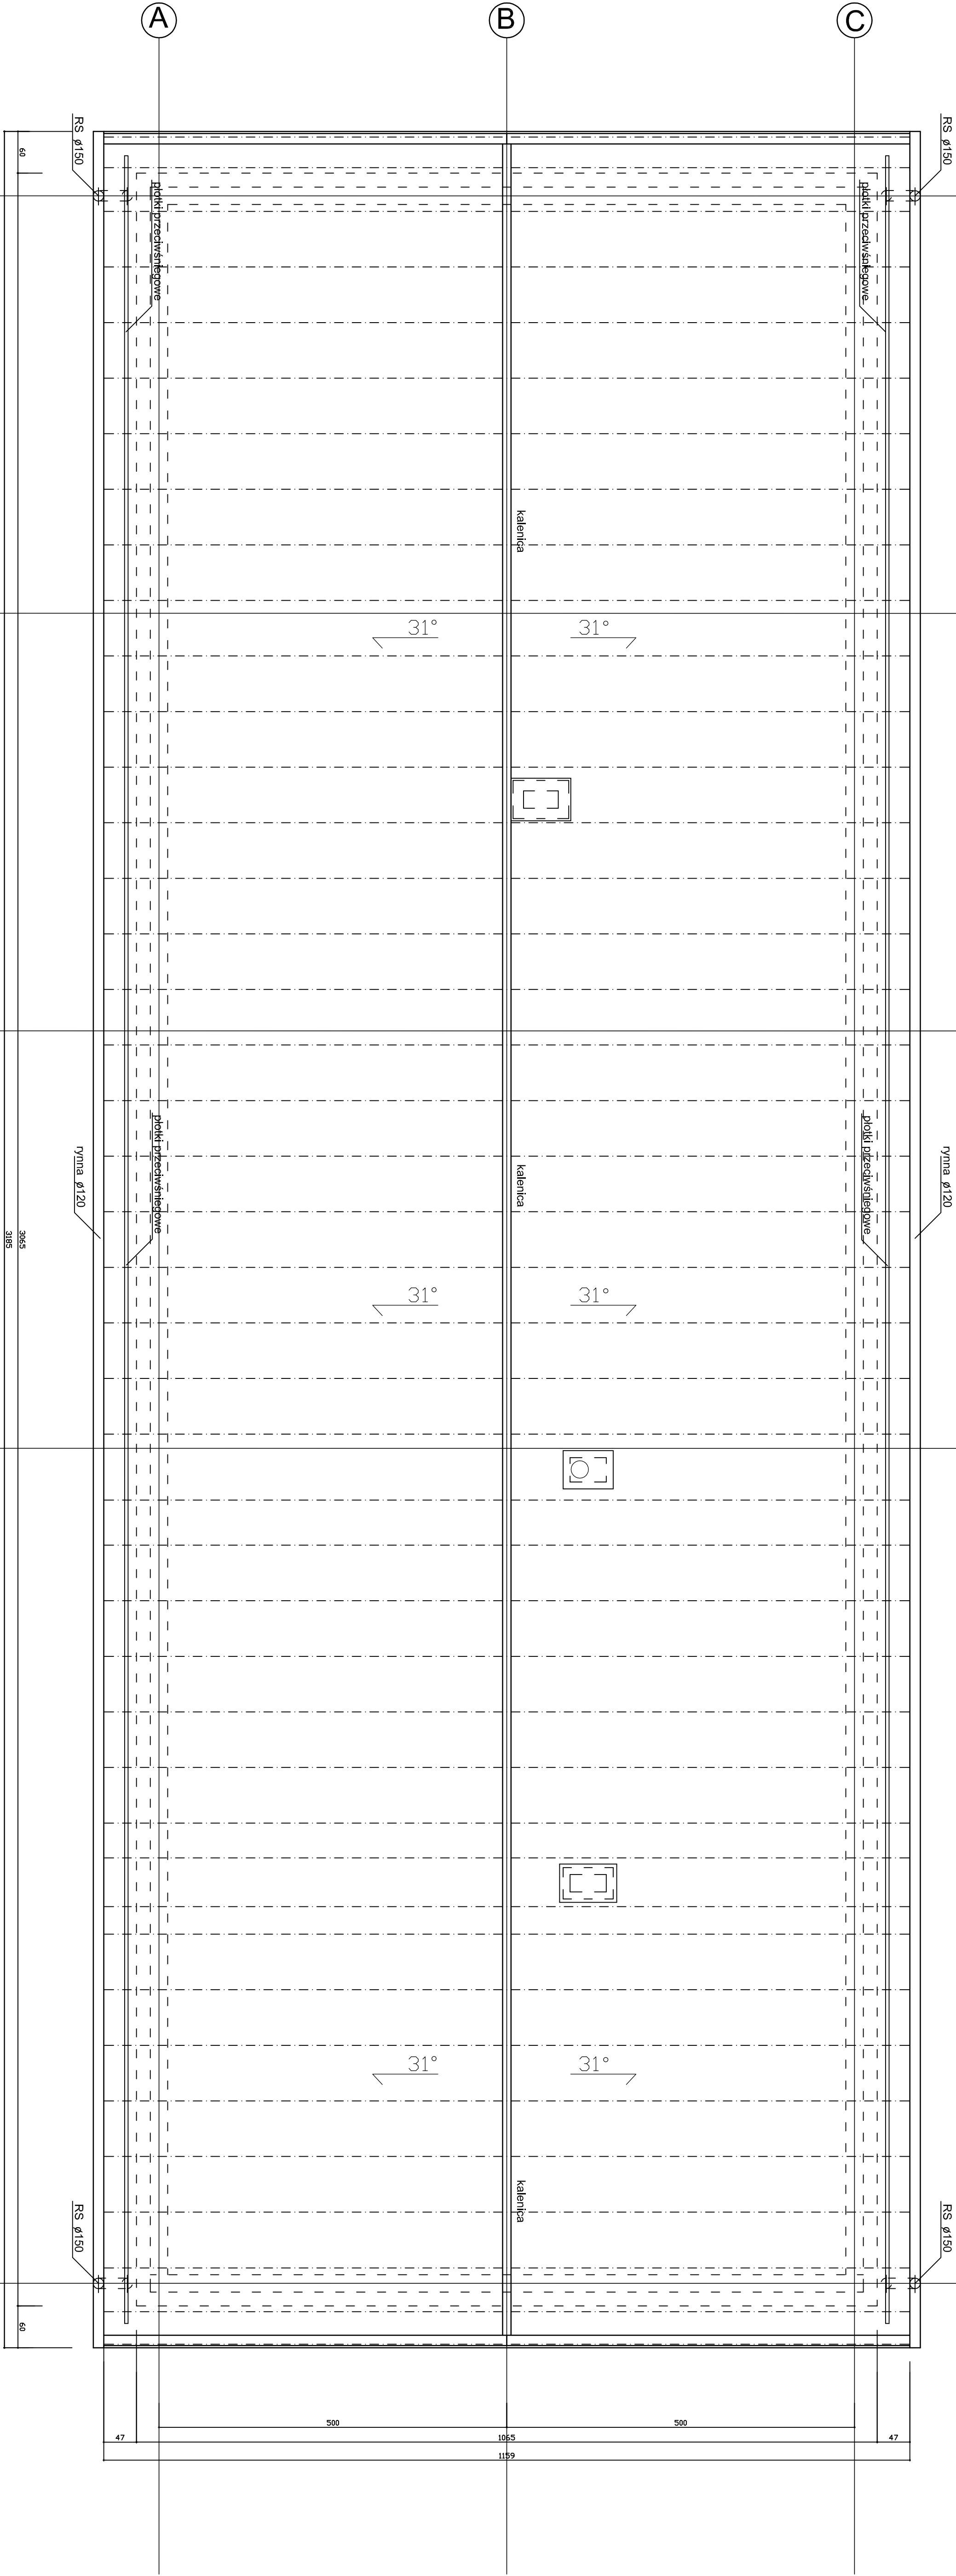 A
B
C
RS ø150
RS ø150
60
płotki przeciwśniegowe
płotki przeciwśniegowe
kalenica
31°
31°
płotki przeciwśniegowe
płotki przeciwśniegowe
rynna ø120
kalenica
rynna ø120
3065
3185
31°
31°
31°
31°
kalenica
RS ø150
RS ø150
60
500
500
47
1065
47
1159